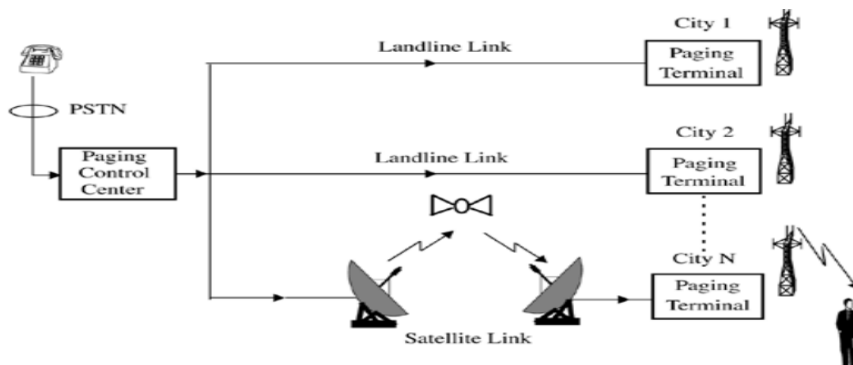 City 1
Landline Link
Paging
Terminal
PSTN
City 2
Paging
Control
Center
Landline Link
Paging
Terminal
City N
Paging
Terminal
Satellite Link